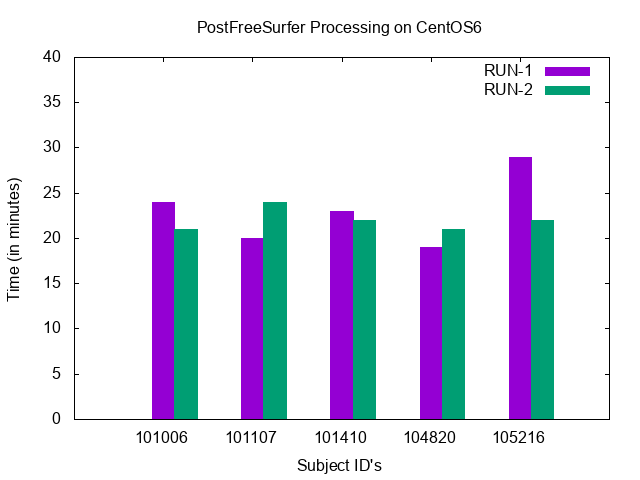 PostFreeSurfer Processing on CentOS6
40
35
30
25
20
15
10
5
0
Time (in minutes)
RUN-1
RUN-2
101006 101107 101410 104820 105216
Subject ID's